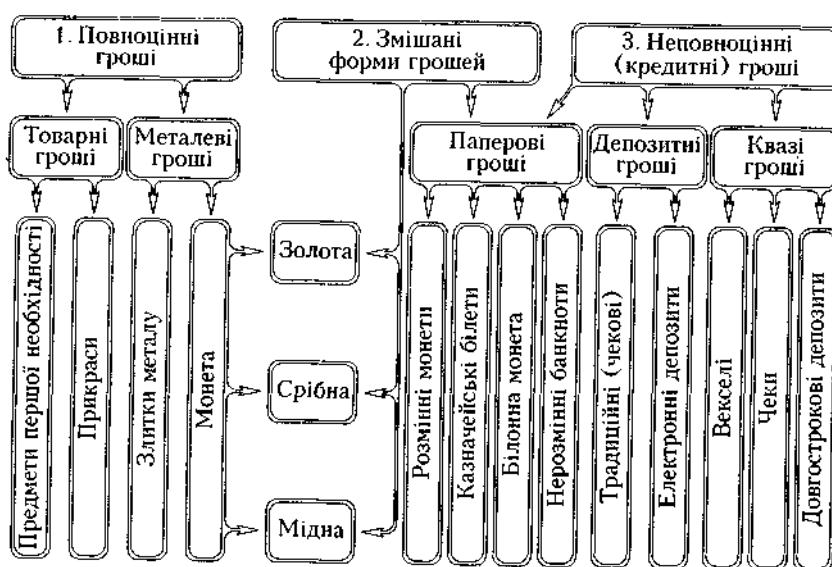 1. Повноцінні
гроші
2. Змішані
форми грошей
3. Неповноцінні
(кредитні) гроші
Товарні
гроші
Металеві
гроші
Паперові
гроші
Депозитні
гроші
Квазі
гроші
Предмети першої необхідності
Прикраси
Злитки металу
Монета
Золота
Срібна
Мідна
Розмінні монети
Казначейські білети
Білонна монета
Нерозмінні банкноти
Традиційні (чекові)
Електронні депозити
Векселі
Чеки
Довгострокові депозити